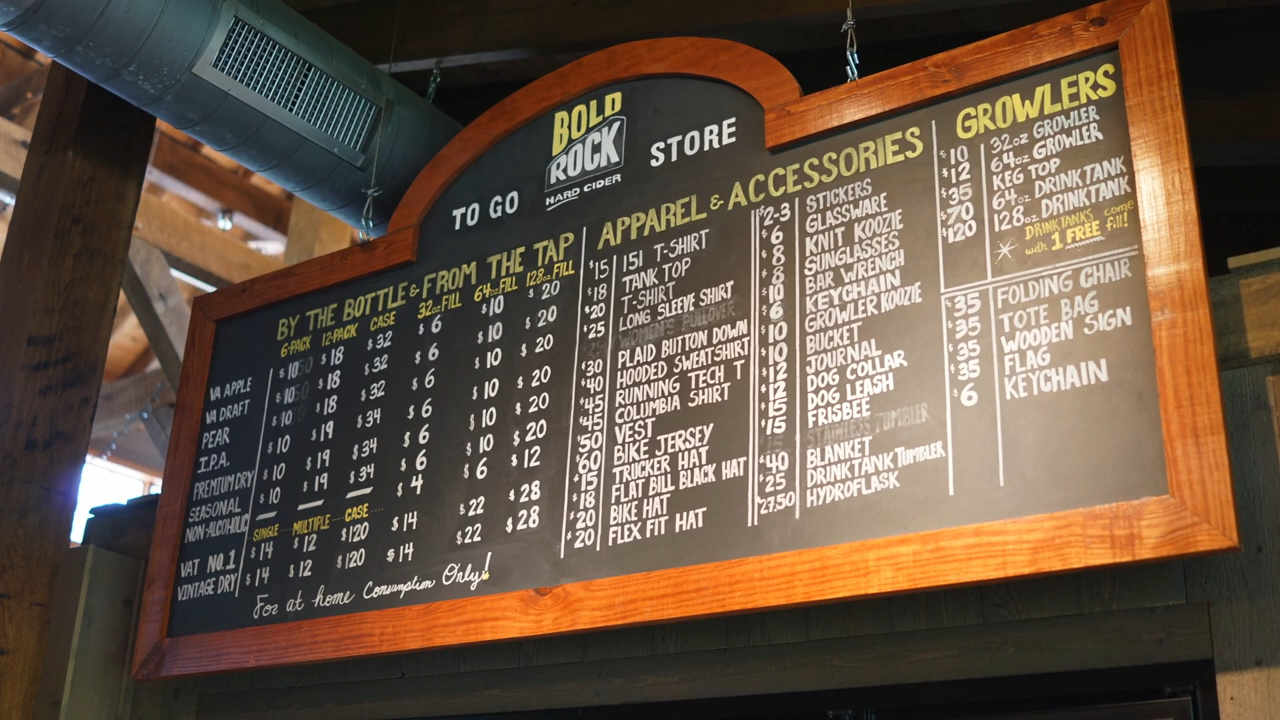 BOLD
ROCK
HARD CIDER
TO GO STORE
BY THE BOTTLE & FROM THE TAP
6-PACK 12-PACK CASE 32oz FILL 64oz FILL 128oz FILL
VA APPLE $10 $18 $32 $6 $10 $20
VA DRAFT $10 $18 $32 $6 $10 $20
PEAR $10 $18 $32 $6 $10 $20
I.P.A. $10 $19 $34 $6 $10 $20
PREMIUM DRY $10 $19 $34 $6 $10 $20
SEASONAL $10 $19 $34 $6 $10 $20
NON-ALCOHOLIC — — — $4 $6 $12
SINGLE MULTIPLE CASE
VAT NO.1 $14 $12 $120 $14 $22 $28
VINTAGE DRY $14 $12 $120 $14 $22 $28
For at home Consumption Only!
APPAREL & ACCESSORIES
$15 151 T-SHIRT
$18 TANK TOP
$20 T-SHIRT
$25 LONG SLEEVE SHIRT
WOMEN'S PULLOVER
$30 PLAID BUTTON DOWN
$40 HOODED SWEATSHIRT
$45 RUNNING TECH T
$45 COLUMBIA SHIRT
$50 VEST
$60 BIKE JERSEY
$15 TRUCKER HAT
$18 FLAT BILL BLACK HAT
$20 BIKE HAT
$20 FLEX FIT HAT
$2-3 STICKERS
$6 GLASSWARE
$8 KNIT KOOZIE
$8 SUNGLASSES
$8 BAR WRENCH
$6 KEYCHAIN
$10 GROWLER KOOZIE
$10 BUCKET
$12 JOURNAL
$12 DOG COLLAR
$15 DOG LEASH
$15 FRISBEE
STAINLESS TUMBLER
$40 BLANKET
$25 DRINKTANK TUMBLER
$27.50 HYDROFLASK
GROWLERS
$10 32oz GROWLER
$12 64oz GROWLER
$35 KEG TOP
$70 64oz DRINKTANK
$120 128oz DRINKTANK
DRINKTANKS come
with 1 FREE fill!
$35 FOLDING CHAIR
$35 TOTE BAG
$35 WOODEN SIGN
$35 FLAG
$6 KEYCHAIN